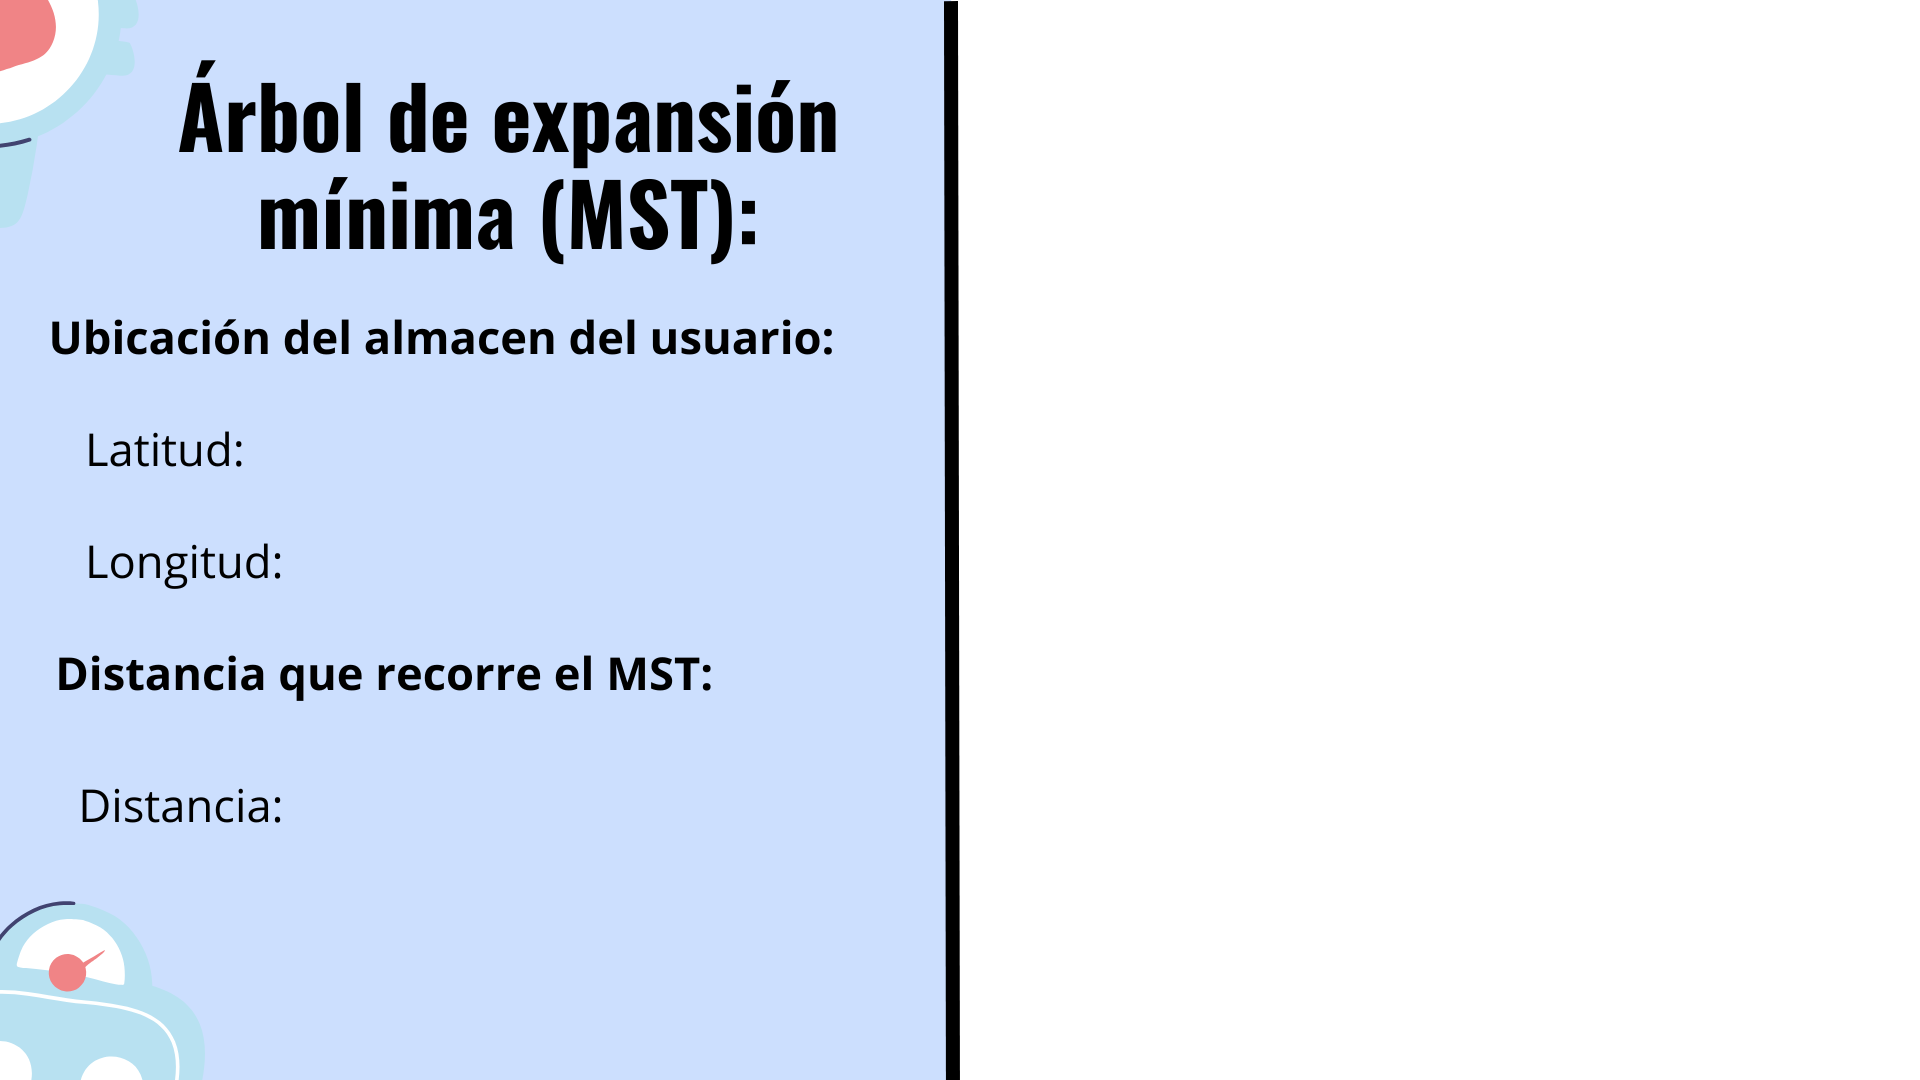 Árbol de expansión
mínima (MST):
Ubicación del almacen del usuario:
Latitud:
Longitud:
Distancia que recorre el MST:
Distancia: